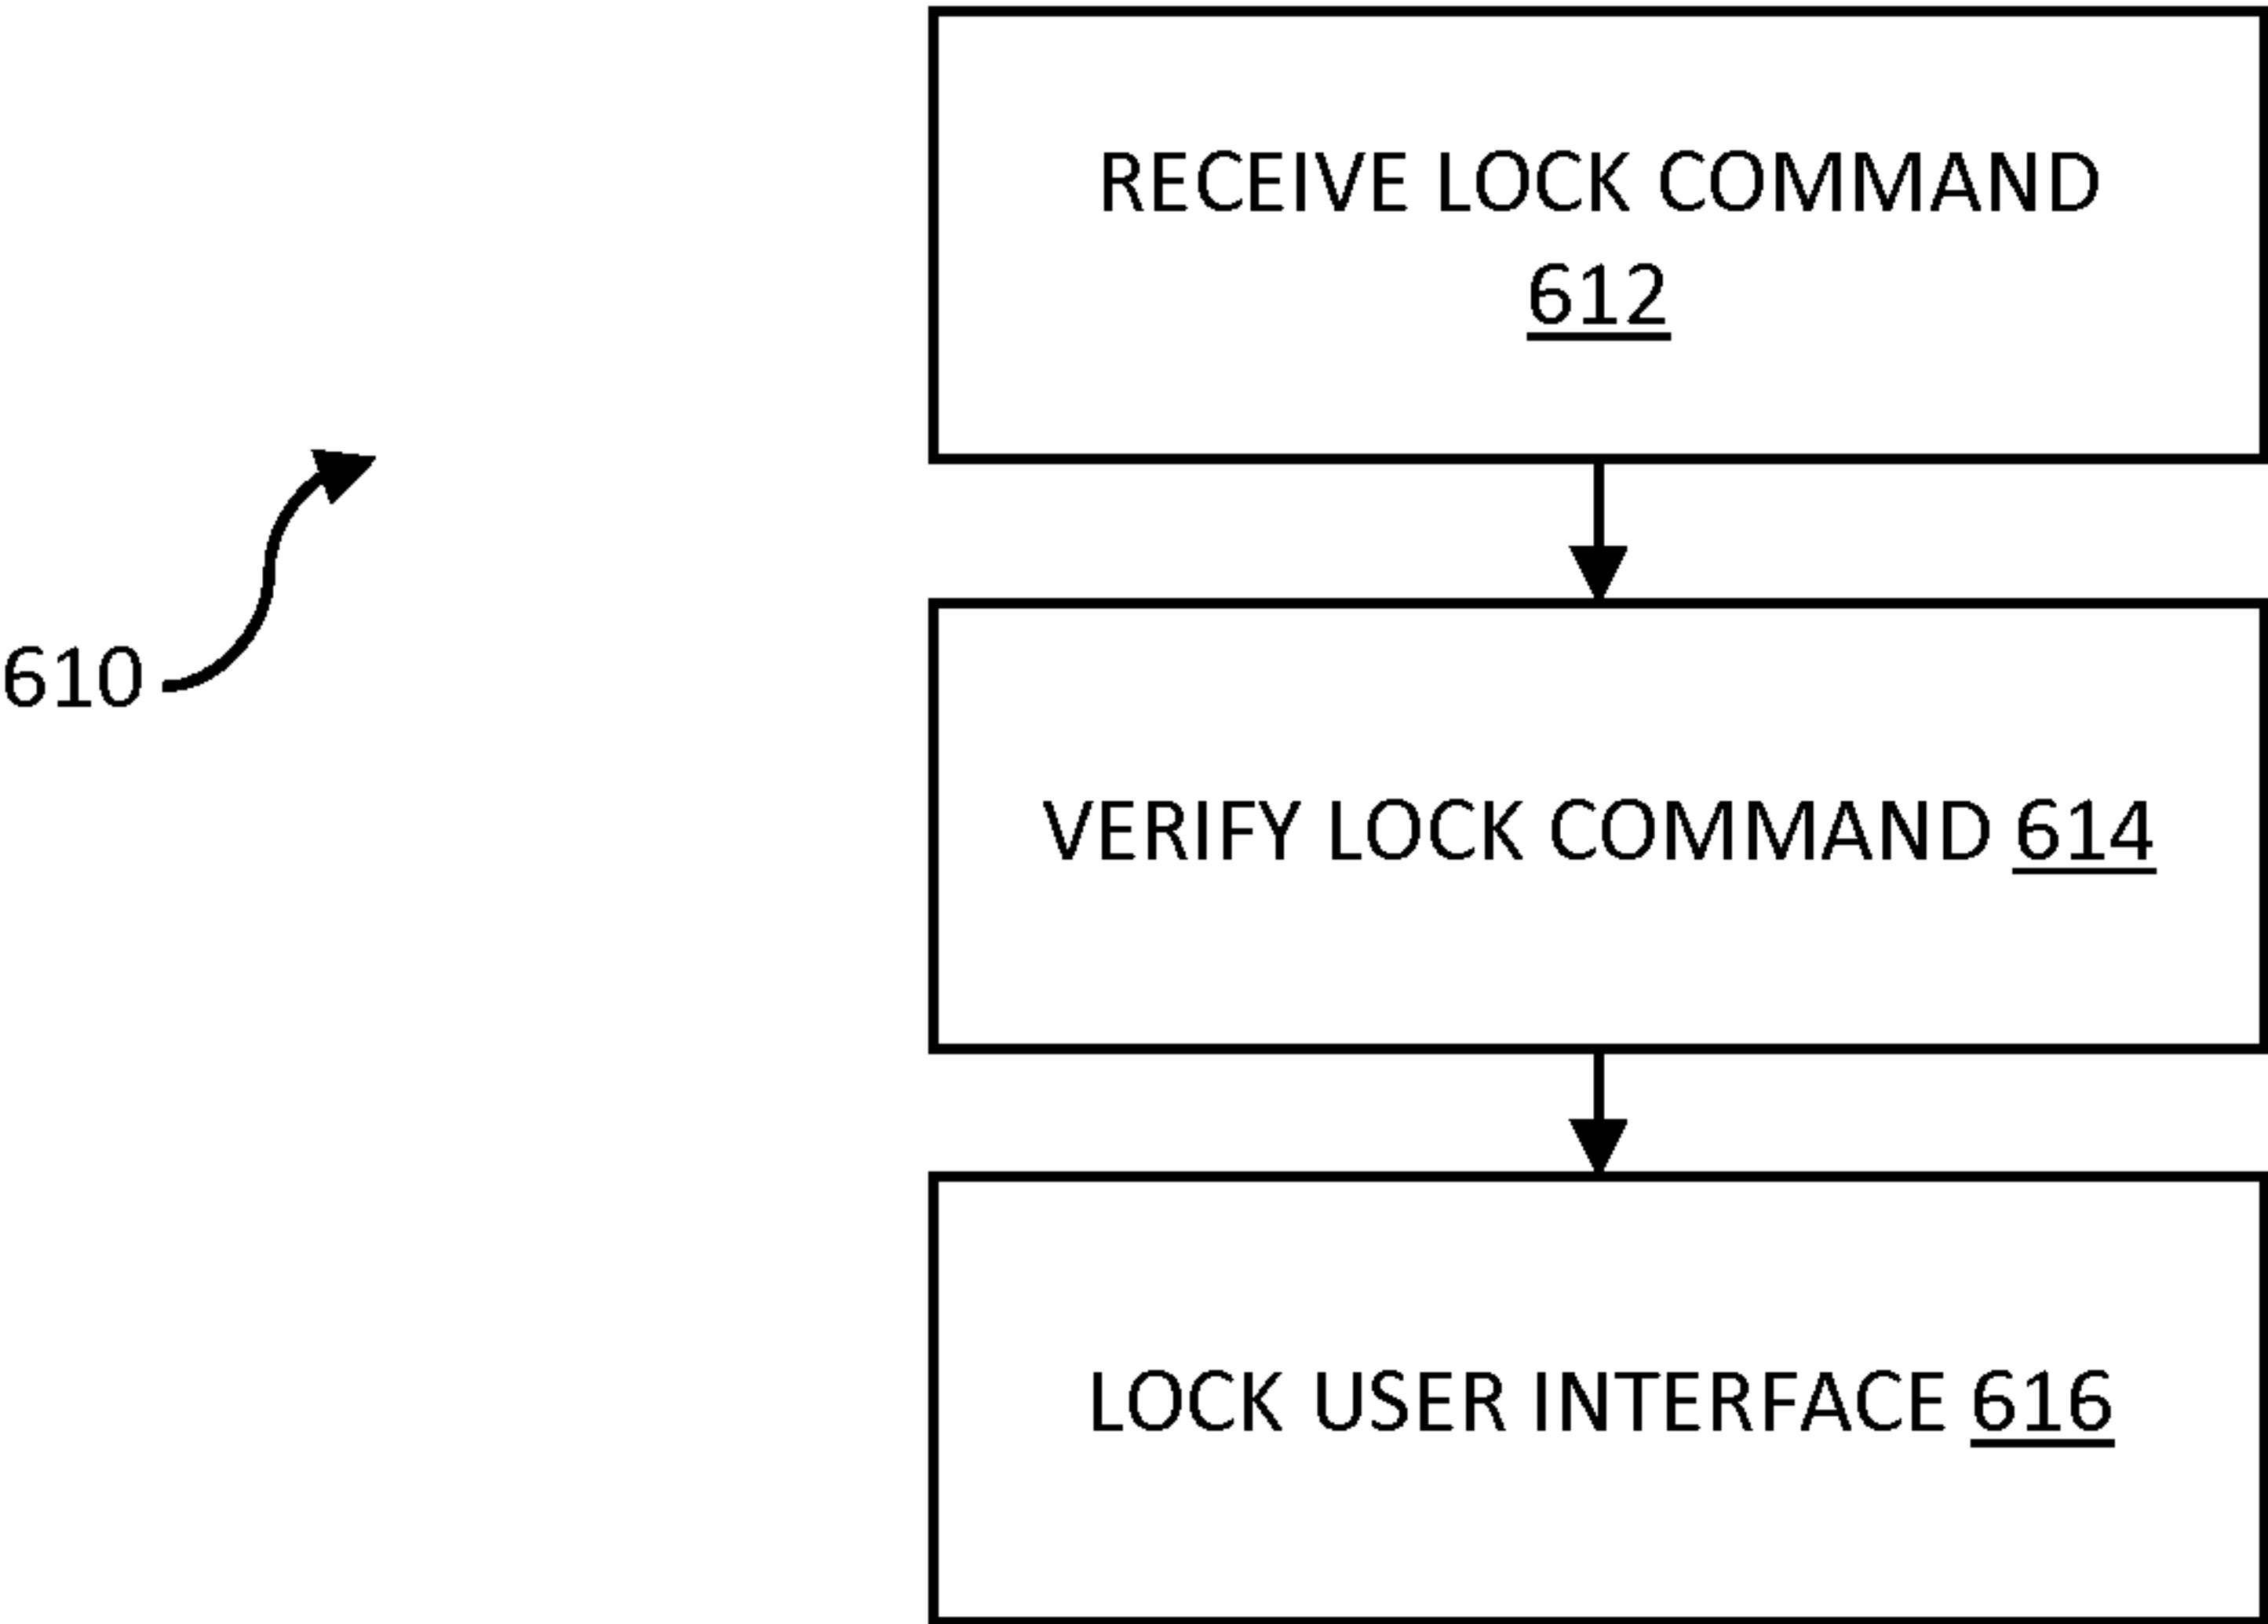 RECEIVE LOCK COMMAND
612
610
VERIFY LOCK COMMAND 614
LOCK USER INTERFACE 616